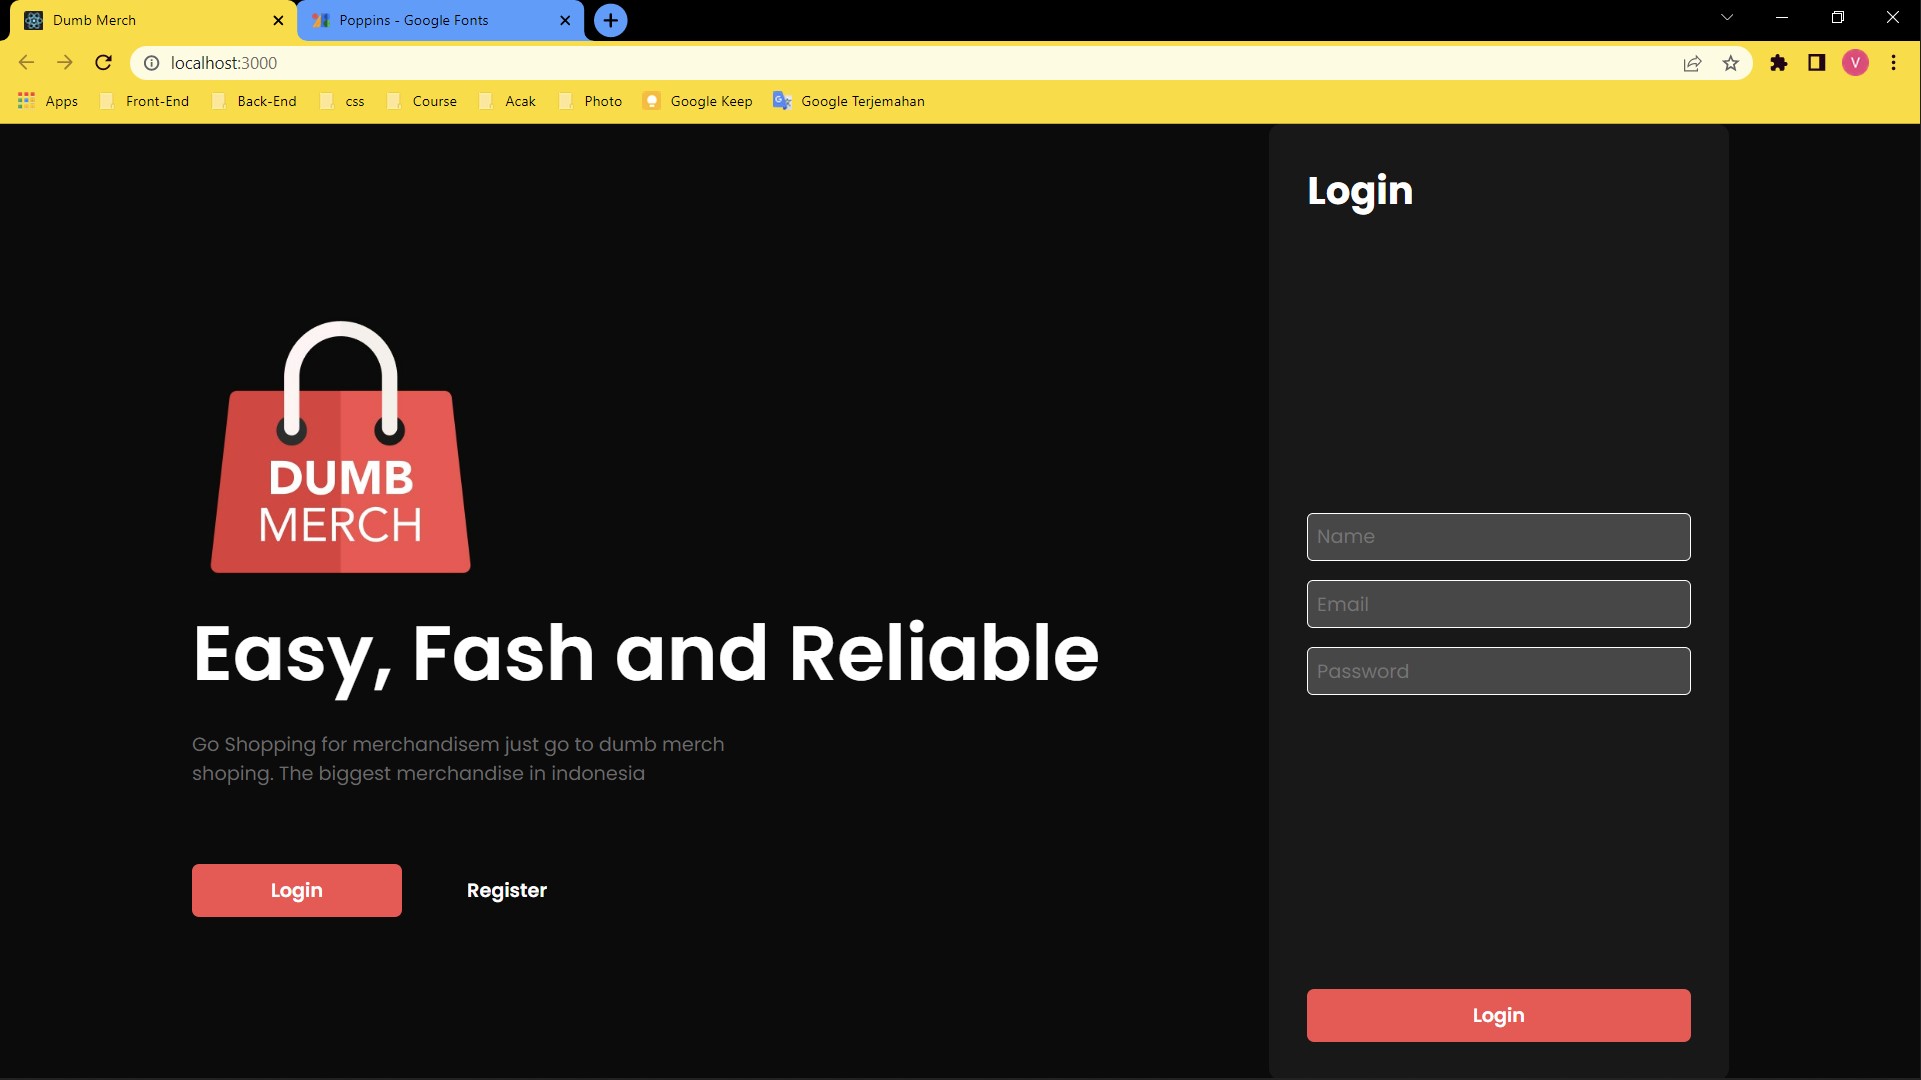 Dumb Merch
Poppins - Google Fonts
localhost:3000
V
Apps
Front-End
Back-End
css
Course
Acak
Photo
Google Keep
Google Terjemahan
DUMB
MERCH
Easy, Fash and Reliable
Go Shopping for merchandisem just go to dumb merch
shoping. The biggest merchandise in indonesia
Login
Register
Login
Name
Email
Password
Login